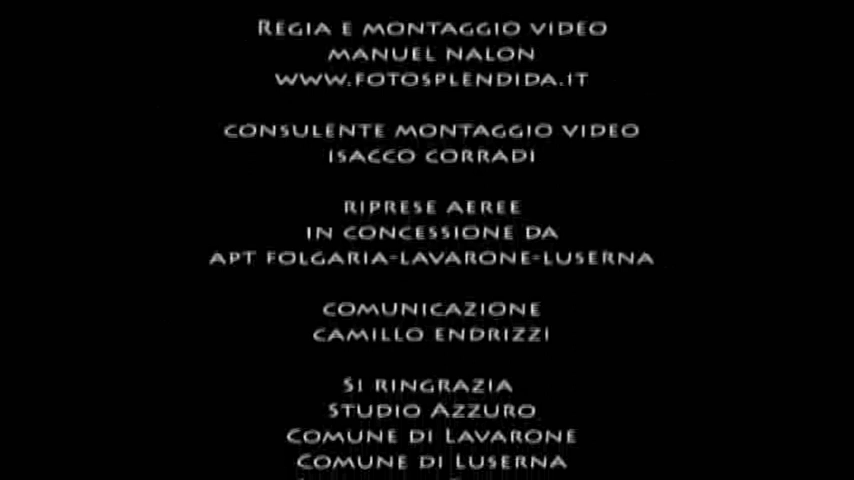 Regia e montaggio video
manuel nalon
www.fotosplendida.it
consulente montaggio video
isacco corradi
riprese aeree
in concessione da
apt folgaria-lavarone-luserna
comunicazione
camillo endrizzi
Si ringrazia
Studio Azzuro
Comune di Lavarone
Comune di Luserna